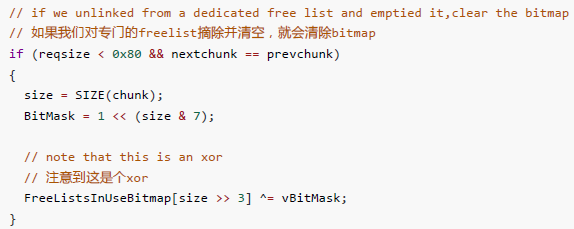 // if we unlinked from a dedicated free list and emptied it,clear the bitmap
// 如果我们对专门的freelist摘除并清空，就会清除bitmap
if (reqsize < 0x80 && nextchunk == prevchunk)
{
  size = SIZE(chunk);
  BitMask = 1 << (size & 7);

  // note that this is an xor
  // 注意到这是个xor
  FreeListsInUseBitmap[size >> 3] ^= vBitMask;
}